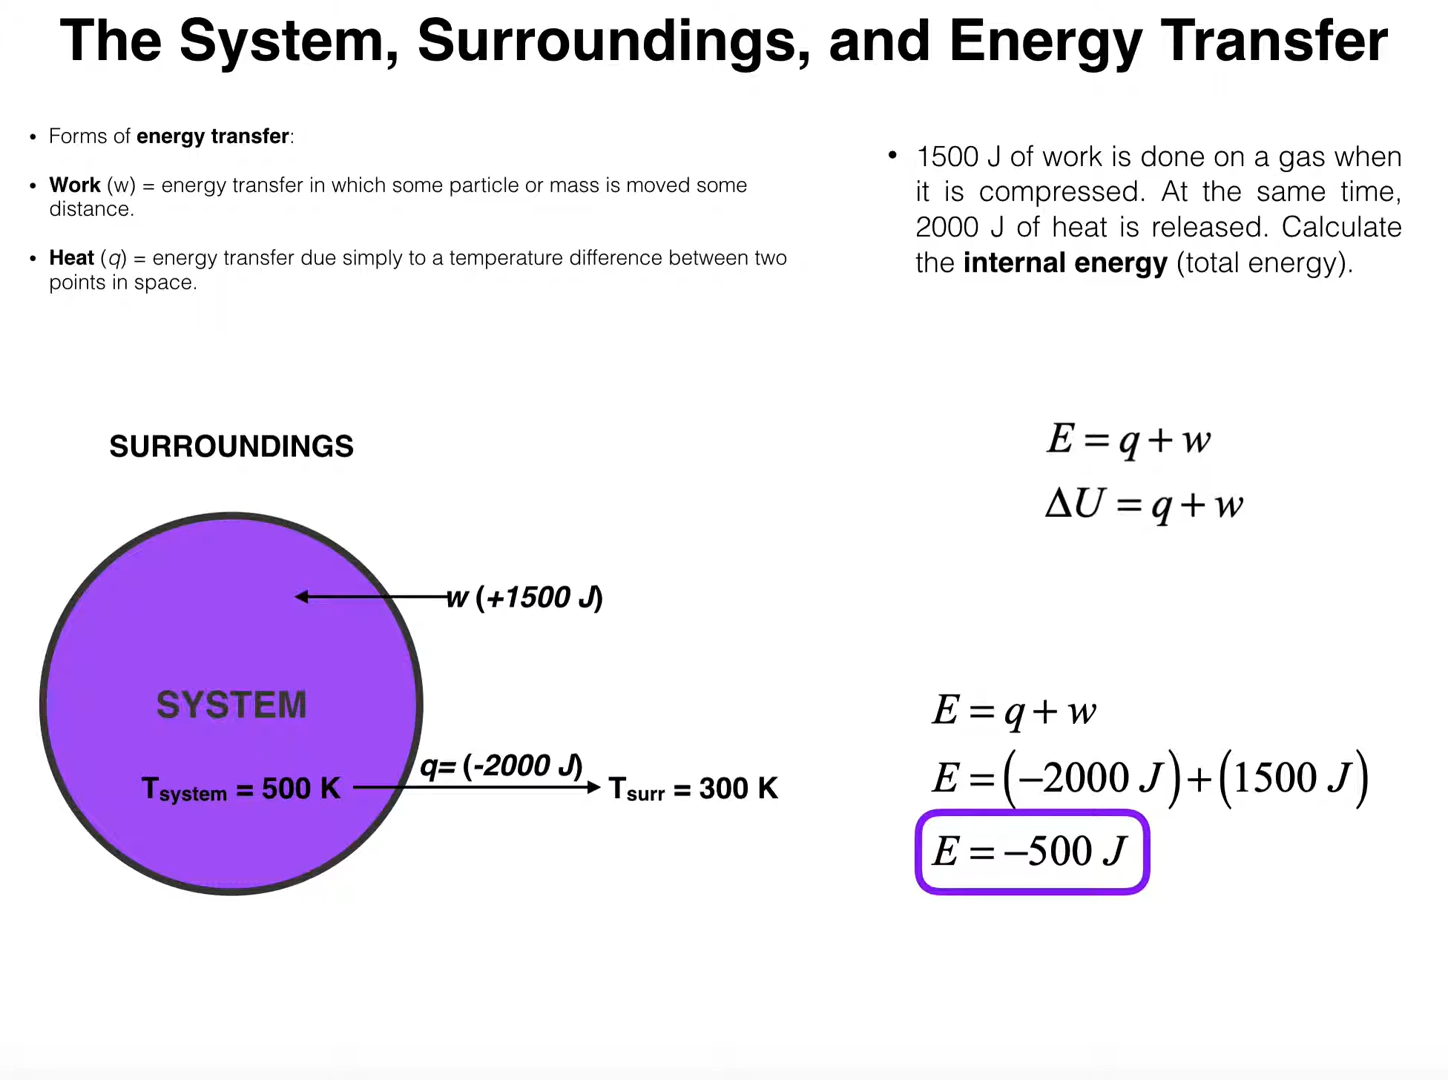 The System, Surroundings, and Energy Transfer
• Forms of energy transfer:
• Work (w) = energy transfer in which some particle or mass is moved some
distance.
• Heat (q) = energy transfer due simply to a temperature difference between two
points in space.
• 1500 J of work is done on a gas when
it is compressed. At the same time,
2000 J of heat is released. Calculate
the internal energy (total energy).
E = q + w
ΔU = q + w
SURROUNDINGS
w (+1500 J)
SYSTEM
q= (-2000 J)
Tsystem = 500 K
Tsurr = 300 K
E = q + w
E = (−2000 J) + (1500 J)
E = −500 J